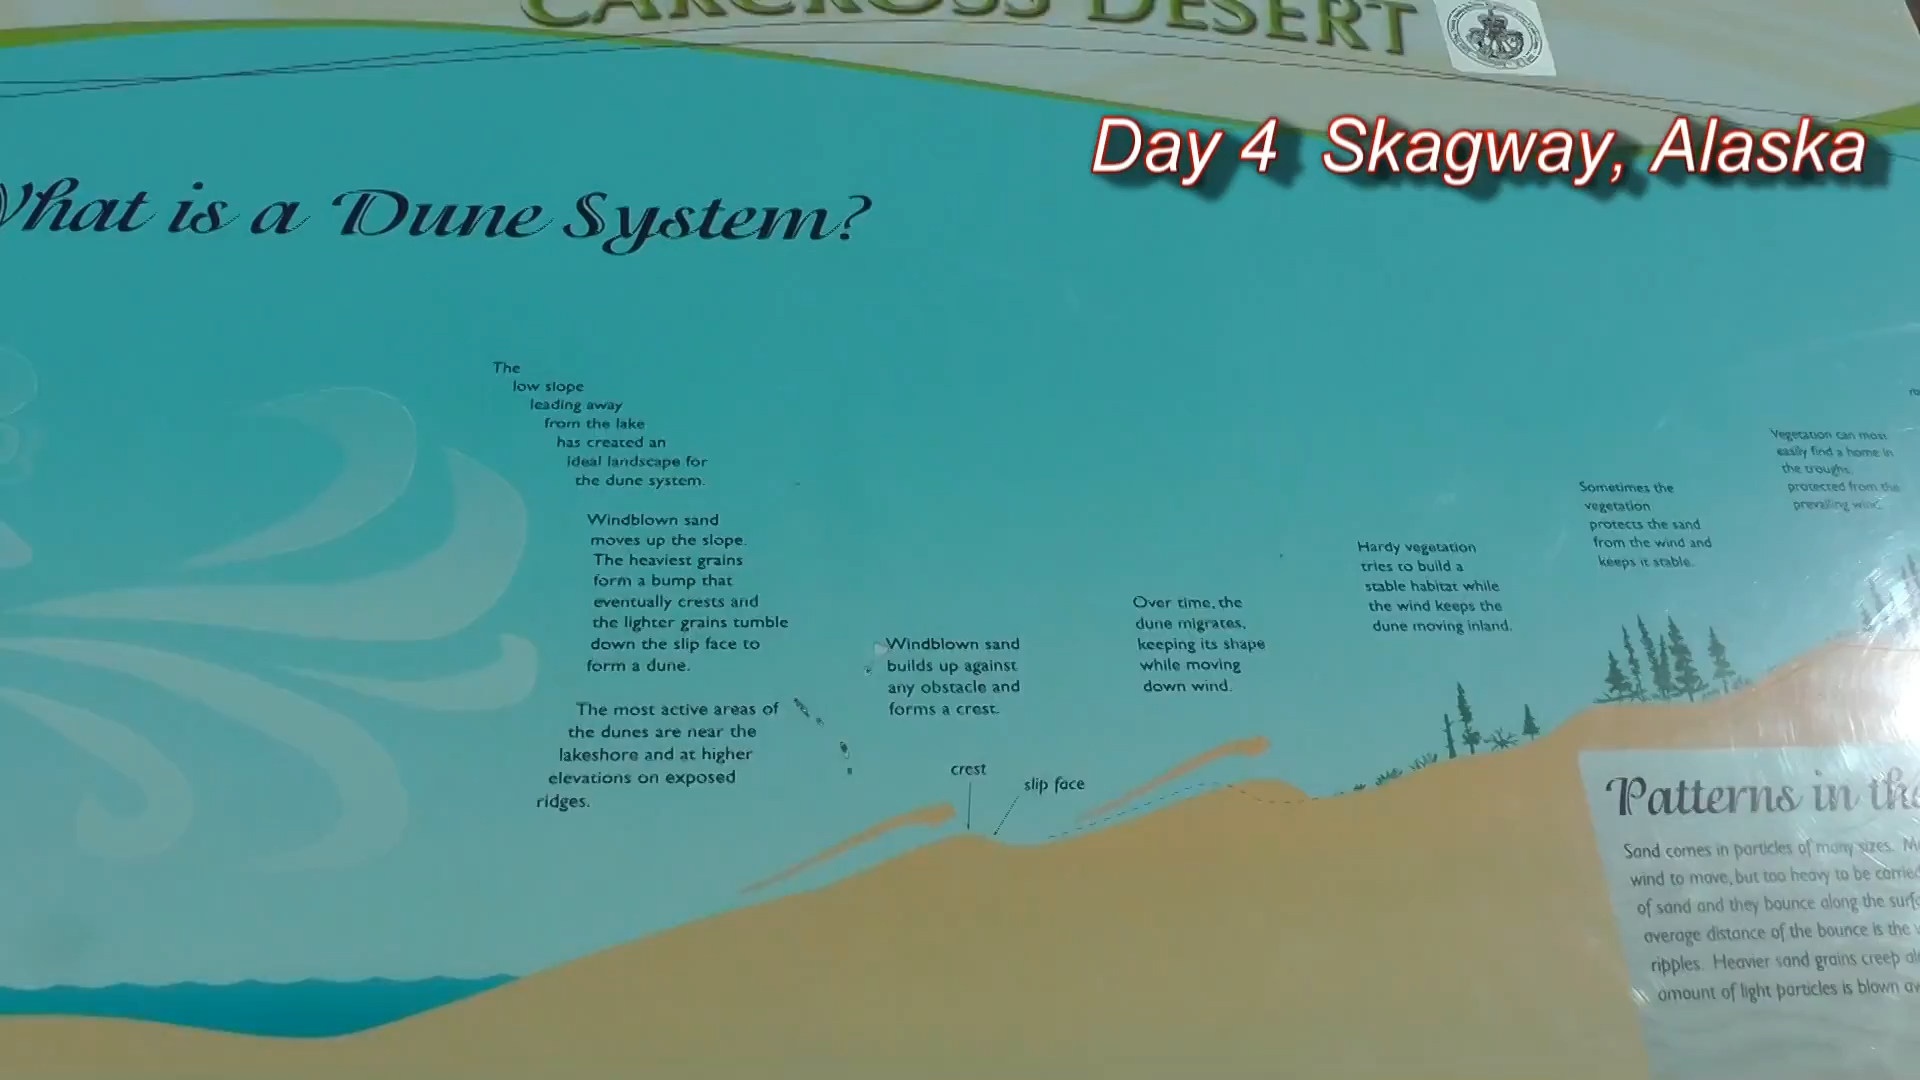 CARCROSS DESERT
Day 4 Skagway, Alaska
What is a Dune System?
The
low slope
leading away
from the lake
has created an
ideal landscape for
the dune system.
Windblown sand
moves up the slope.
The heaviest grains
form a bump that
eventually crests and
the lighter grains tumble
down the slip face to
form a dune.
The most active areas of
the dunes are near the
lakeshore and at higher
elevations on exposed
ridges.
Windblown sand
builds up against
any obstacle and
forms a crest.
crest
slip face
Over time, the
dune migrates,
keeping its shape
while moving
down wind.
Hardy vegetation
tries to build a
stable habitat while
the wind keeps the
dune moving inland.
Sometimes the
vegetation
protects the sand
from the wind and
keeps it stable.
Vegetation can most
easily find a home in
the troughs,
protected from the
prevailing wind.
Patterns in the
Sand comes in particles of many sizes.
wind to move, but too heavy to be carried
of sand and they bounce along the
average distance of the bounce is the
ripples. Heavier sand grains creep
amount of light particles is blown